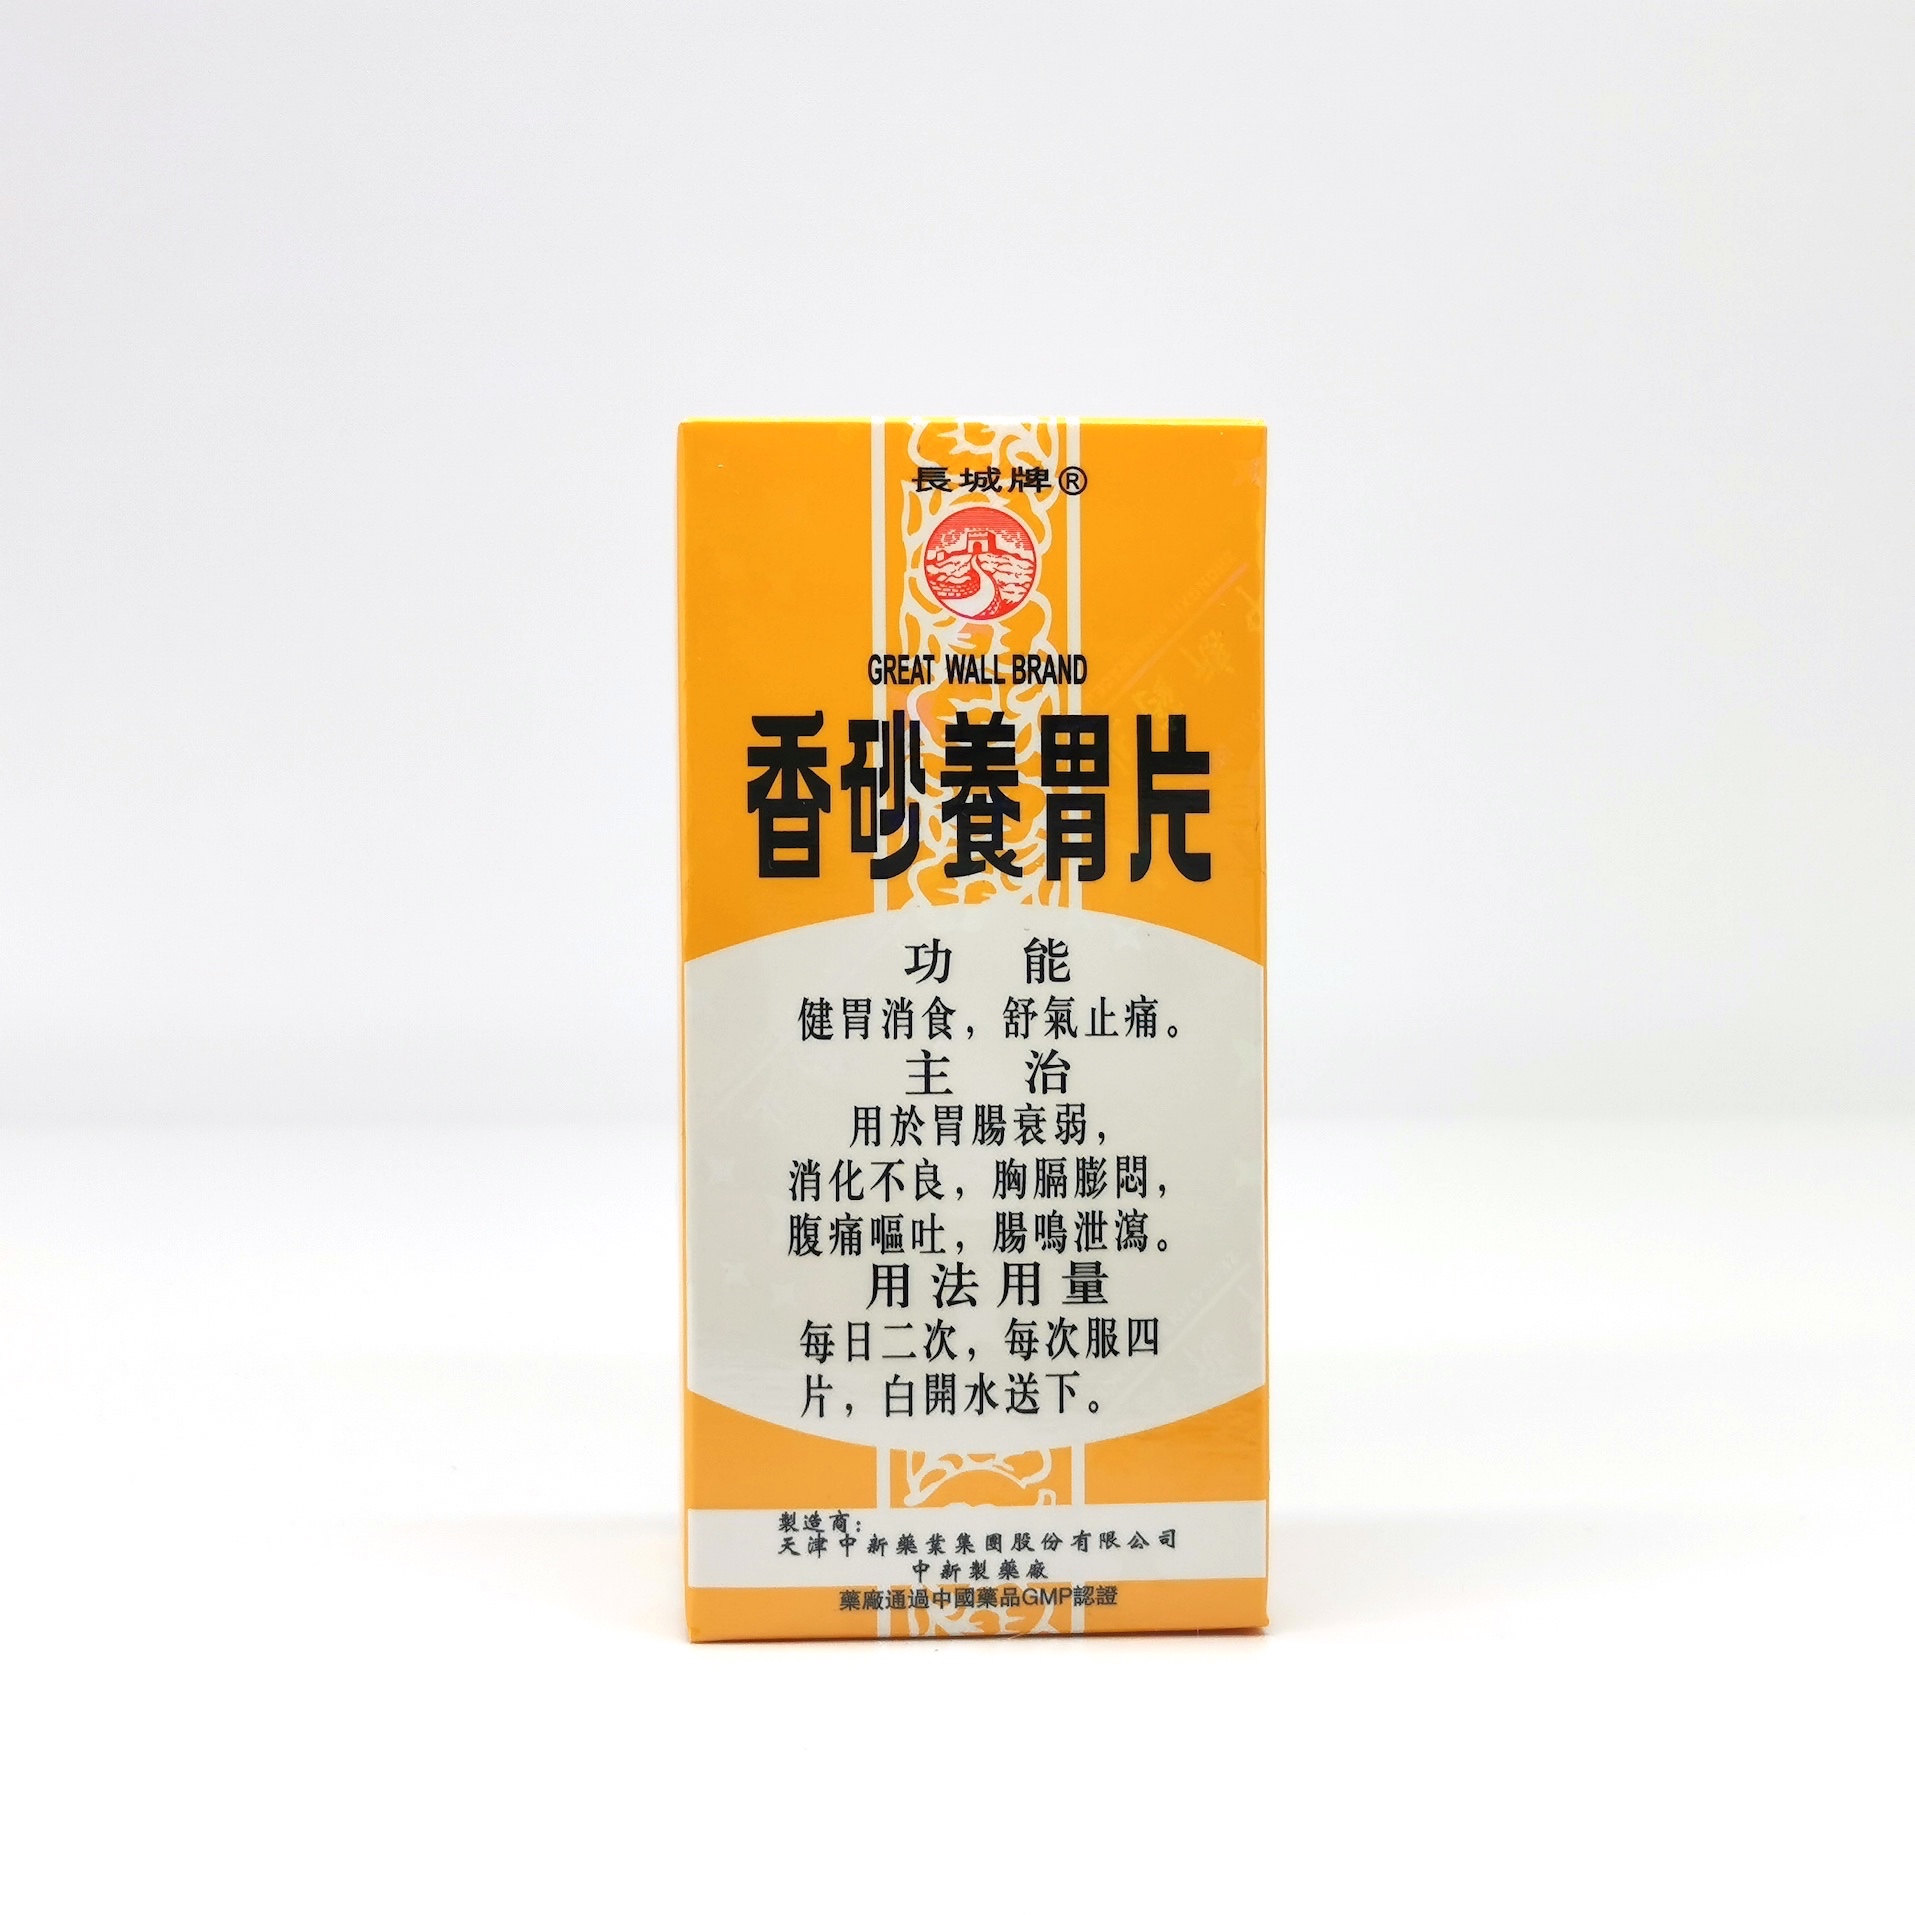 長城牌®
GREAT WALL BRAND
香砂養胃片
功能
健胃消食，舒氣止痛。
主治
用於胃腸衰弱，
消化不良，胸膈膨悶，
腹痛嘔吐，腸鳴泄瀉。
用法用量
每日二次，每次服四
片，白開水送下。
製造商：
天津中新藥業集團股份有限公司
中新製藥廠
藥廠通過中國藥品GMP認證